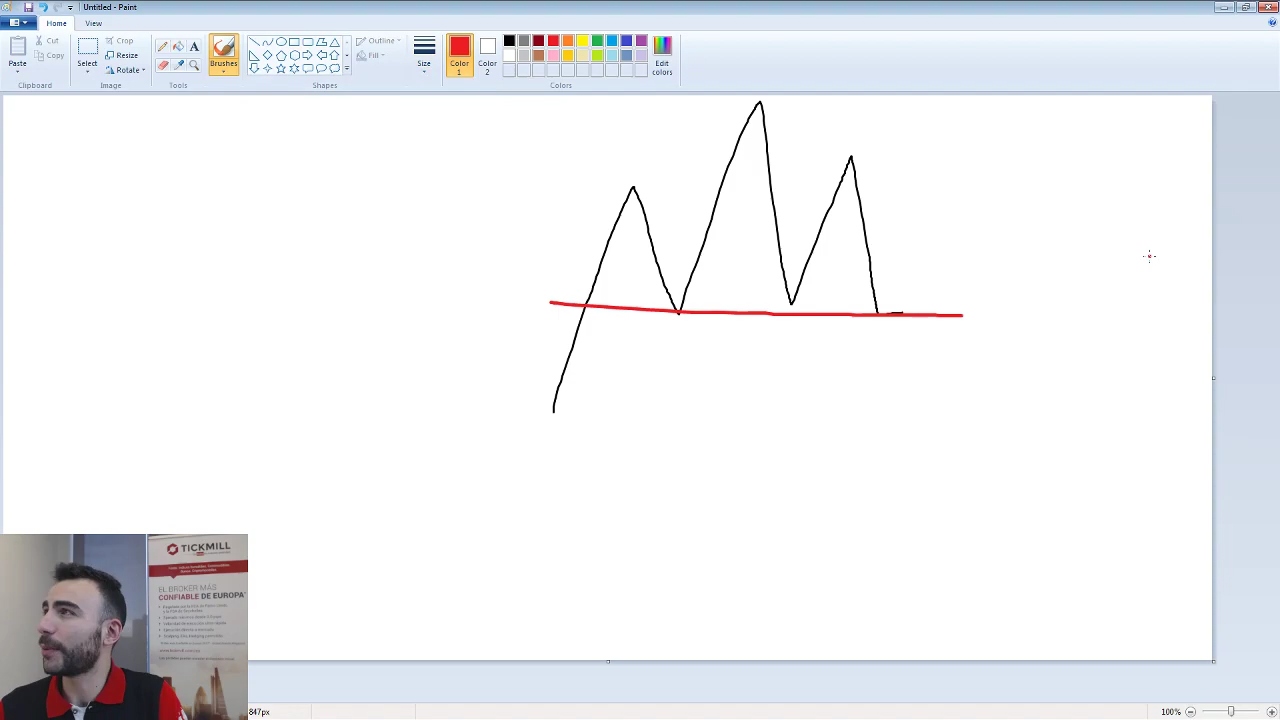 Untitled - Paint
Home
View
Paste
Cut
Copy
Clipboard
Select
Crop
Resize
Rotate
Image
Tools
Brushes
Shapes
Outline
Fill
Size
Color 1
Color 2
Edit colors
Colors
TICKMILL
EL BROKER MÁS
CONFIABLE DE EUROPA*
847px
100%